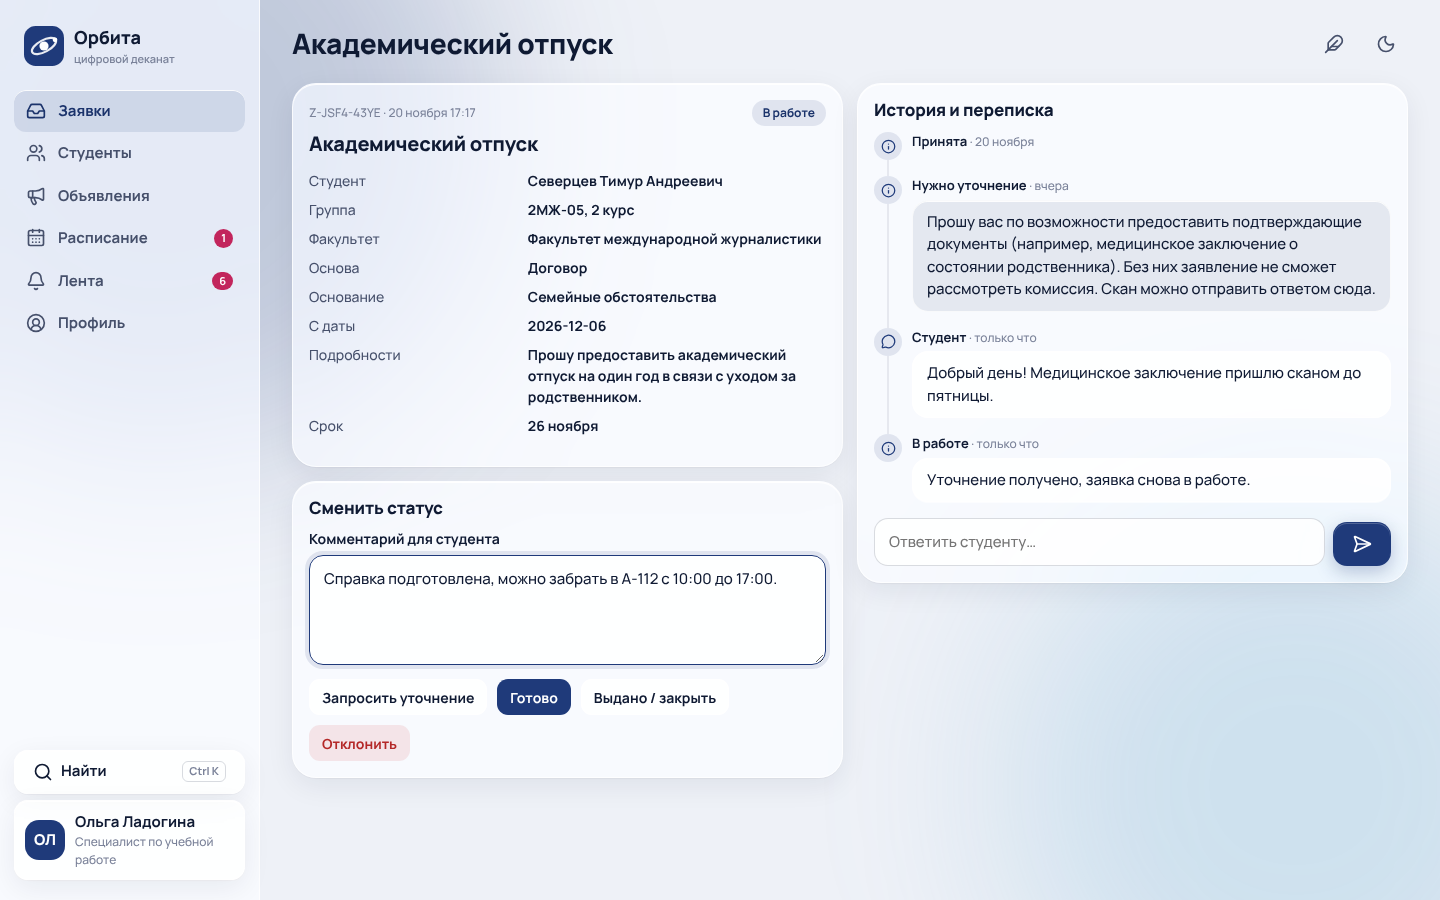 Орбита
цифровой деканат
Заявки
Студенты
Объявления
Расписание 1
Лента 6
Профиль
Найти Ctrl K
ОЛ
Ольга Ладогина
Специалист по учебной
работе
Академический отпуск
Z-JSF4-43YE · 20 ноября 17:17 В работе
Академический отпуск
Студент Северцев Тимур Андреевич
Группа 2МЖ-05, 2 курс
Факультет Факультет международной журналистики
Основа Договор
Основание Семейные обстоятельства
С даты 2026-12-06
Подробности Прошу предоставить академический
отпуск на один год в связи с уходом за
родственником.
Срок 26 ноября
Сменить статус
Комментарий для студента
Справка подготовлена, можно забрать в А-112 с 10:00 до 17:00.
Запросить уточнение Готово Выдано / закрыть
Отклонить
История и переписка
Принята · 20 ноября
Нужно уточнение · вчера
Прошу вас по возможности предоставить подтверждающие
документы (например, медицинское заключение о
состоянии родственника). Без них заявление не сможет
рассмотреть комиссия. Скан можно отправить ответом сюда.
Студент · только что
Добрый день! Медицинское заключение пришлю сканом до
пятницы.
В работе · только что
Уточнение получено, заявка снова в работе.
Ответить студенту...